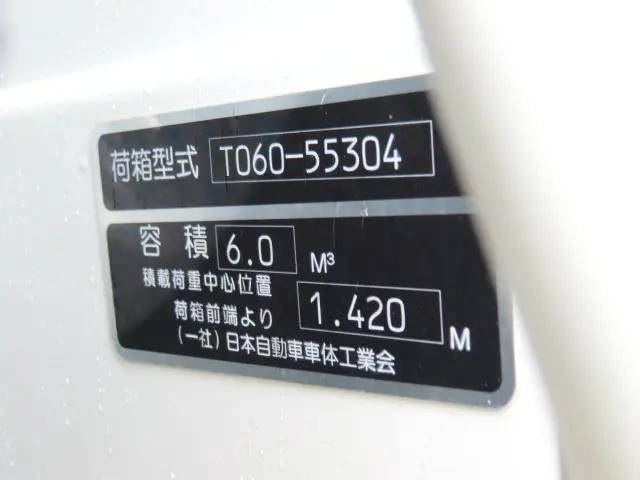 荷箱型式 T060-55304
容積 6.0 M³
積載荷重中心位置
荷箱前端より 1.420 M
(一社)日本自動車車体工業会